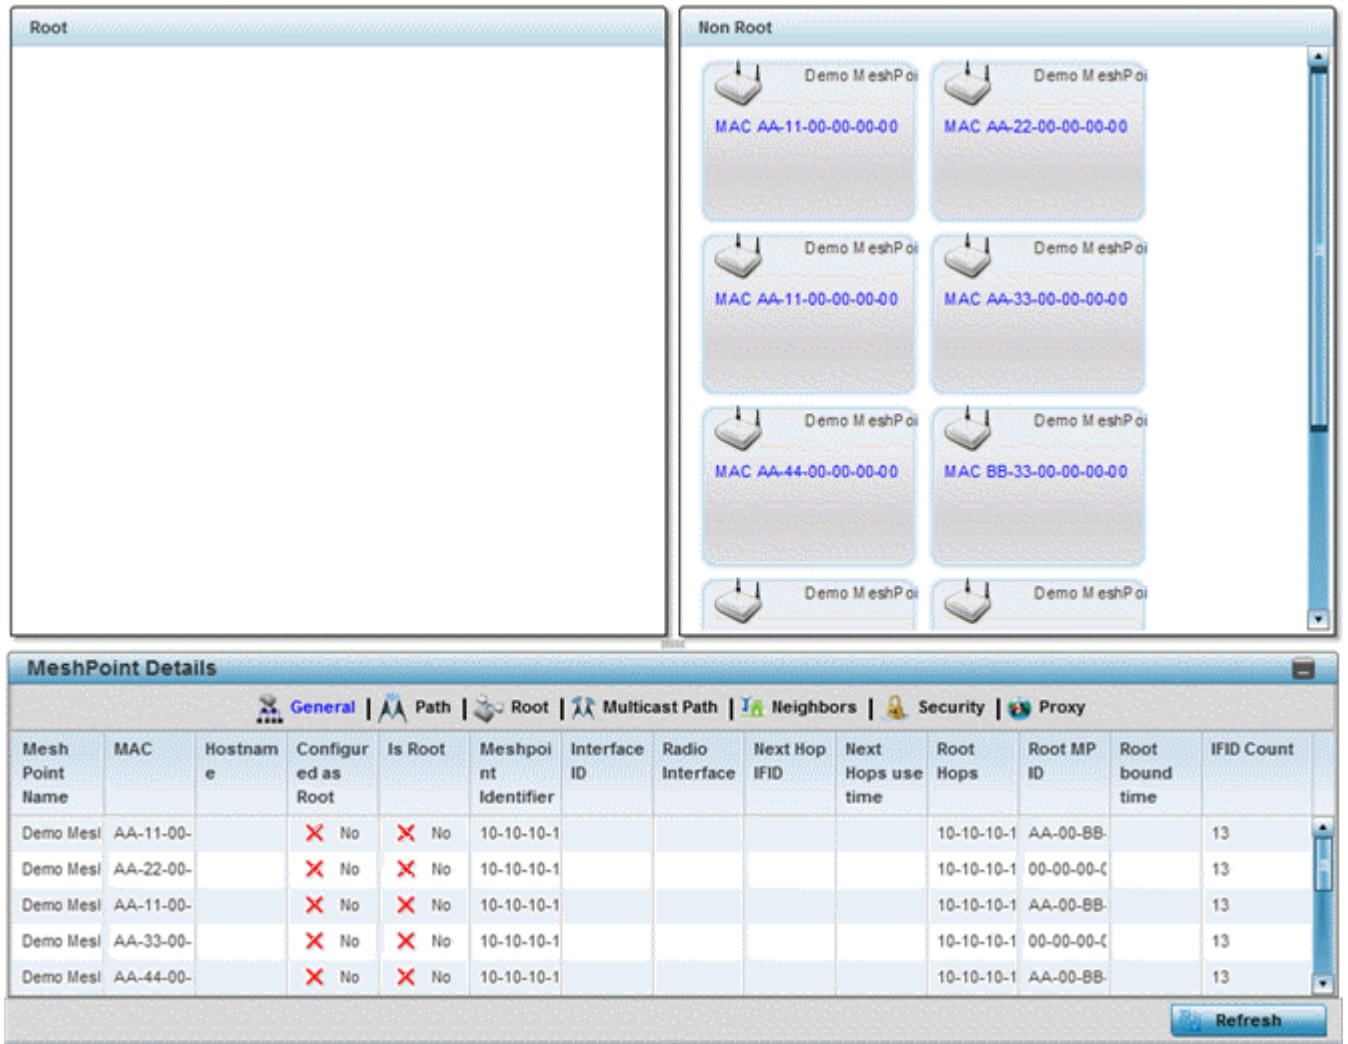 Root
Non Root
Demo MeshPoi Demo MeshPoi
MAC AA-11-00-00-00-00 MAC AA-22-00-00-00-00
Demo MeshPoi Demo MeshPoi
MAC AA-11-00-00-00-00 MAC AA-33-00-00-00-00
Demo MeshPoi Demo MeshPoi
MAC AA-44-00-00-00-00 MAC BB-33-00-00-00-00
Demo MeshPoi Demo MeshPoi
MeshPoint Details
General | Path | Root | Multicast Path | Neighbors | Security | Proxy
Mesh MAC Hostnam Configur Is Root Meshpoi Interface Radio Next Hop Next Root Root MP Root IFID Count
Point e ed as nt ID Interface IFID Hops use Hops ID bound
Name Root Identifier time time
Demo Mesl AA-11-00- No No 10-10-10-1 10-10-10-1 AA-00-BB- 13
Demo Mesl AA-22-00- No No 10-10-10-1 10-10-10-1 00-00-00-0 13
Demo Mesl AA-11-00- No No 10-10-10-1 10-10-10-1 AA-00-BB- 13
Demo Mesl AA-33-00- No No 10-10-10-1 10-10-10-1 00-00-00-0 13
Demo Mesl AA-44-00- No No 10-10-10-1 10-10-10-1 AA-00-BB- 13
Refresh